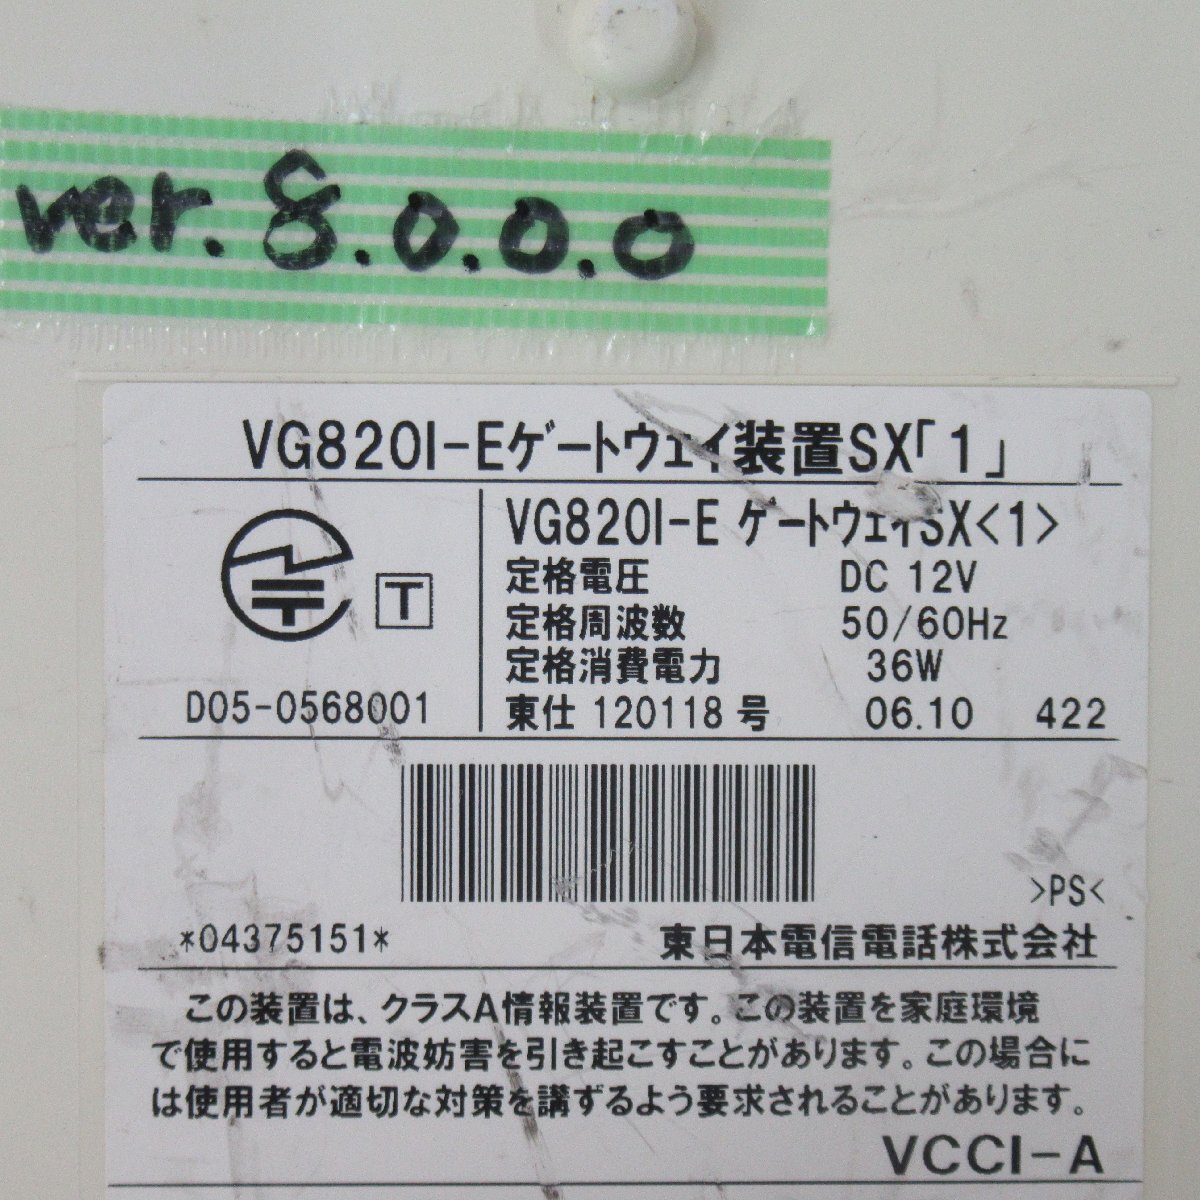 ver.8.0.0.0
VG820I-Eゲートウェイ装置SX｢1｣
VG820I-E ゲートウェイSX<1>
定格電圧 DC 12V
定格周波数 50/60Hz
定格消費電力 36W
東仕 120118 号 06.10 422
T
D05-0568001
>PS<
*04375151* 東日本電信電話株式会社
この装置は、クラスA情報装置です。この装置を家庭環境
で使用すると電波妨害を引き起こすことがあります。この場合に
は使用者が適切な対策を講ずるよう要求されることがあります。
VCCI-A